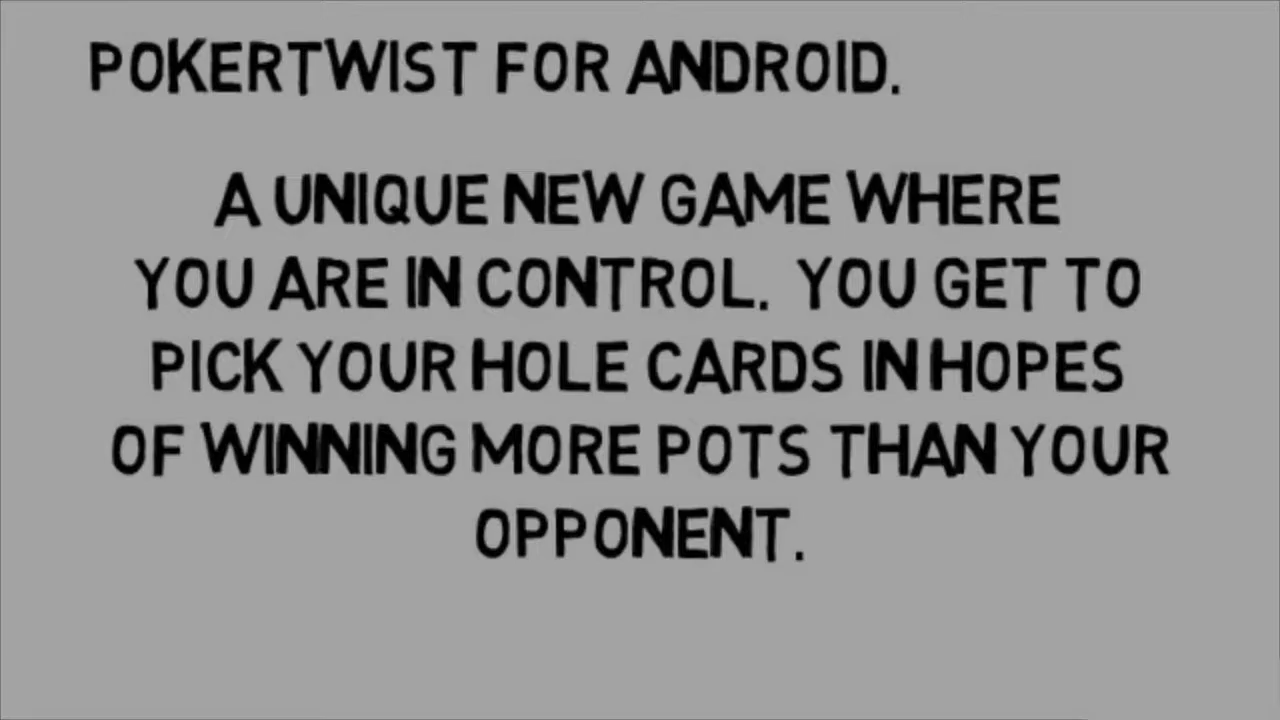 POKERTWIST FOR ANDROID.
A UNIQUE NEW GAME WHERE
YOU ARE IN CONTROL. YOU GET TO
PICK YOUR HOLE CARDS IN HOPES
OF WINNING MORE POTS THAN YOUR
OPPONENT.